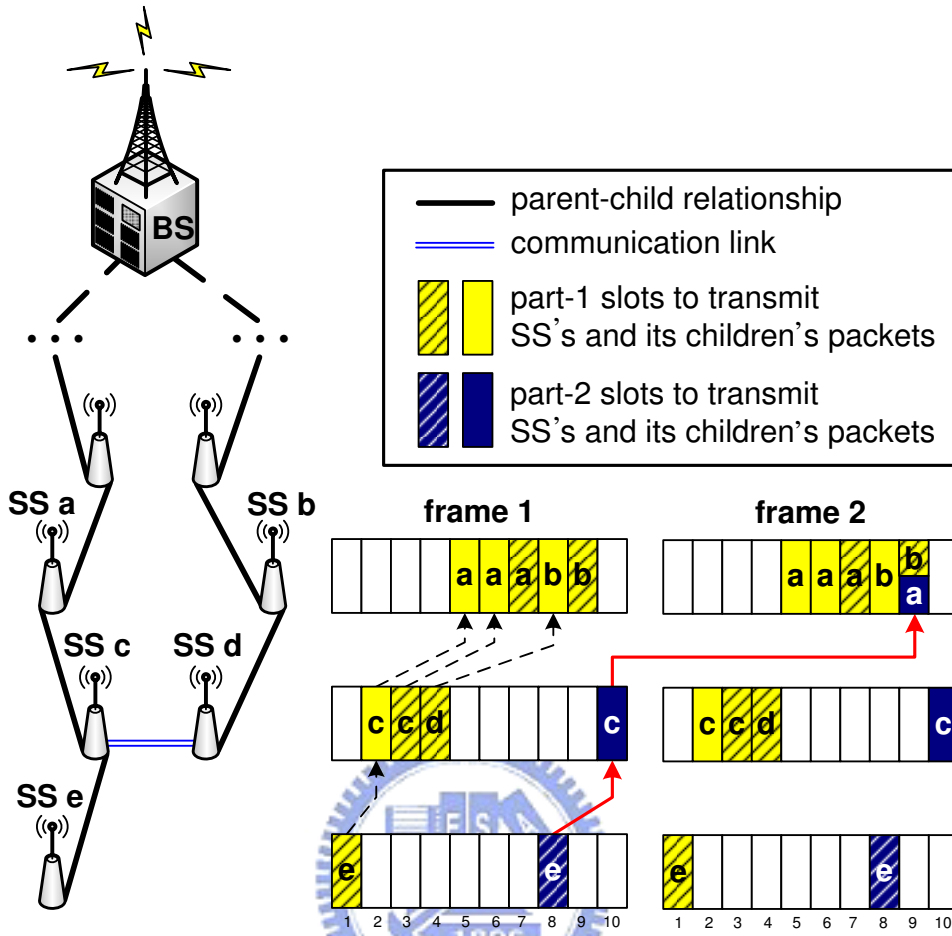 BS
parent-child relationship
communication link
part-1 slots to transmit
SS's and its children's packets
part-2 slots to transmit
SS's and its children's packets
SS a
SS b
SS c
SS d
SS e
frame 1
a a a b b
c c d c
e e
1 2 3 4 5 6 7 8 9 10
frame 2
a a a b b
a
c c d c
e e
1 2 3 4 5 6 7 8 9 10